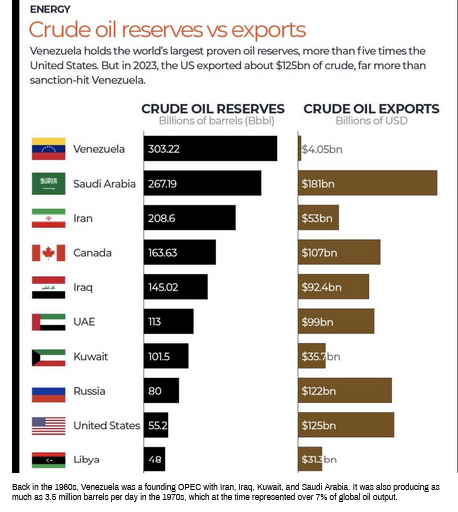 ENERGY
Crude oil reserves vs exports
Venezuela holds the world's largest proven oil reserves, more than five times the
United States. But in 2023, the US exported about $125bn of crude, far more than
sanction-hit Venezuela.
CRUDE OIL RESERVES CRUDE OIL EXPORTS
Billions of barrels (Bbbl) Billions of USD
Venezuela 303.22 $4.05bn
Saudi Arabia 267.19 $181bn
Iran 208.6 $53bn
Canada 163.63 $107bn
Iraq 145.02 $92.4bn
UAE 113 $99bn
Kuwait 101.5 $35.7bn
Russia 80 $122bn
United States 55.2 $125bn
Libya 48 $31.3bn
Back in the 1960s, Venezuela was a founding OPEC with Iran, Iraq, Kuwait, and Saudi Arabia. It was also producing as
much as 3.5 million barrels per day in the 1970s, which at the time represented over 7% of global oil output.